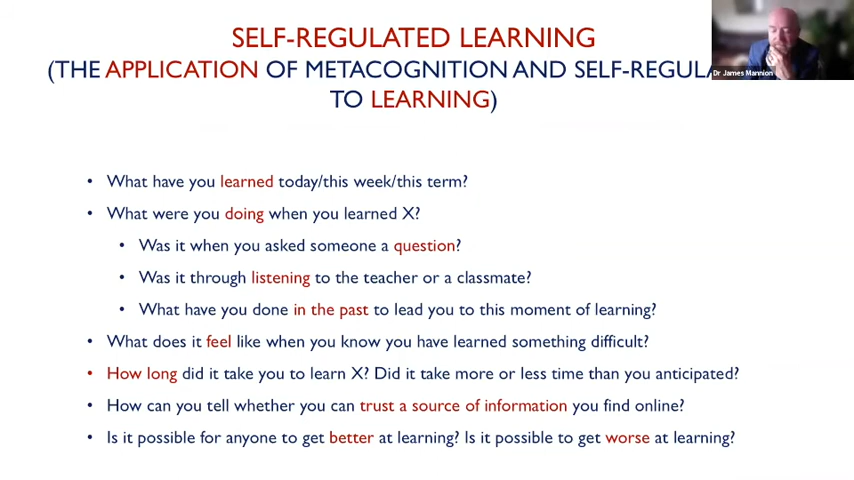 SELF-REGULATED LEARNING
(THE APPLICATION OF METACOGNITION AND SELF-REGULA
TO LEARNING)
Dr James Mannion
• What have you learned today/this week/this term?
• What were you doing when you learned X?
• Was it when you asked someone a question?
• Was it through listening to the teacher or a classmate?
• What have you done in the past to lead you to this moment of learning?
• What does it feel like when you know you have learned something difficult?
• How long did it take you to learn X? Did it take more or less time than you anticipated?
• How can you tell whether you can trust a source of information you find online?
• Is it possible for anyone to get better at learning? Is it possible to get worse at learning?